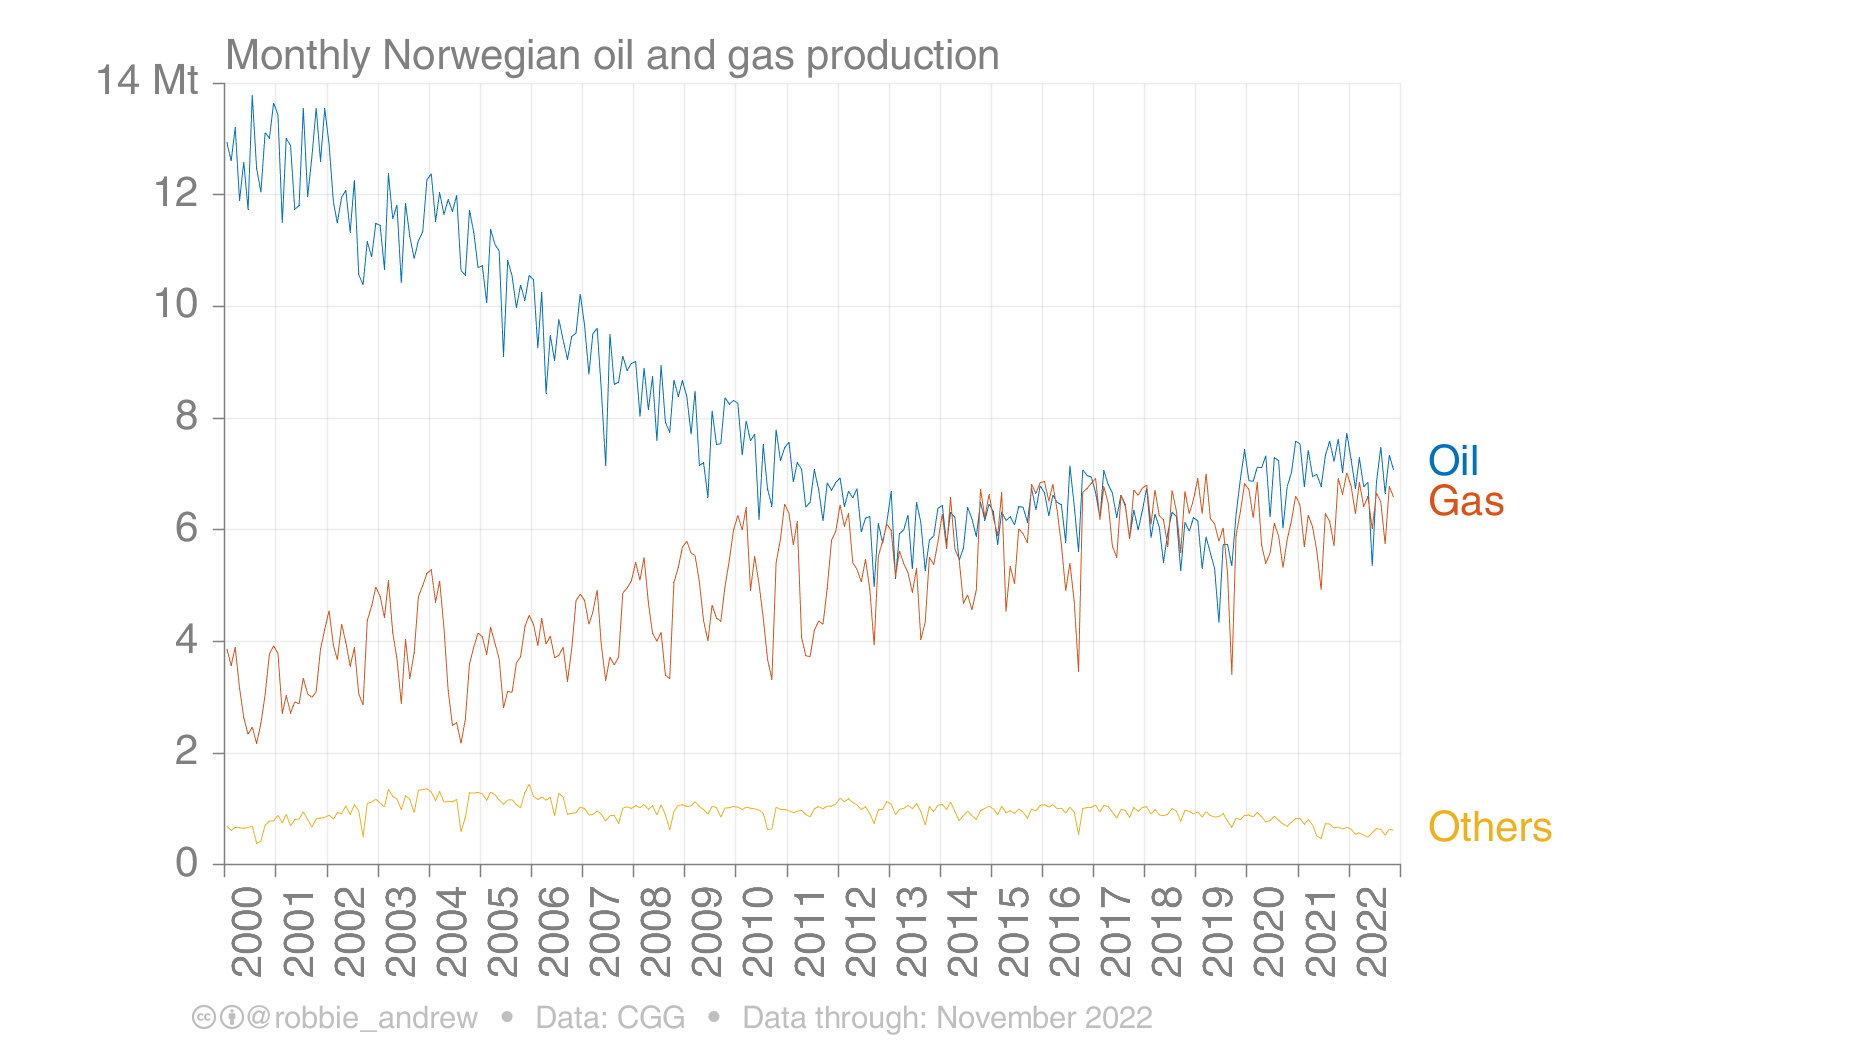 Monthly Norwegian oil and gas production
14 Mt
12
10
8
6
4
2
0
Oil
Gas
Others
2000 2001 2002 2003 2004 2005 2006 2007 2008 2009 2010 2011 2012 2013 2014 2015 2016 2017 2018 2019 2020 2021 2022
cc @robbie_andrew • Data: CGG • Data through: November 2022